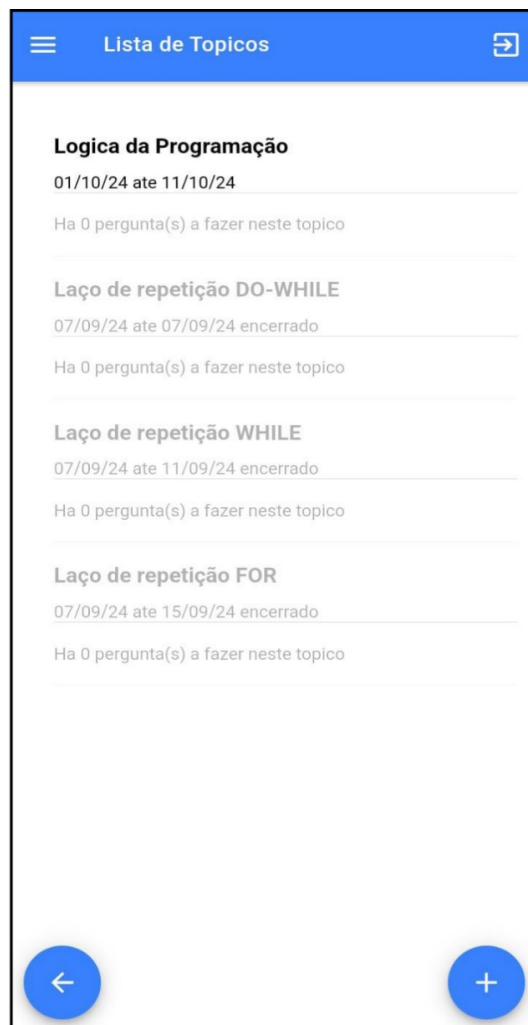 Lista de Topicos
Logica da Programação
01/10/24 ate 11/10/24
Ha 0 pergunta(s) a fazer neste topico
Laço de repetição DO-WHILE
07/09/24 ate 07/09/24 encerrado
Ha 0 pergunta(s) a fazer neste topico
Laço de repetição WHILE
07/09/24 ate 11/09/24 encerrado
Ha 0 pergunta(s) a fazer neste topico
Laço de repetição FOR
07/09/24 ate 15/09/24 encerrado
Ha 0 pergunta(s) a fazer neste topico